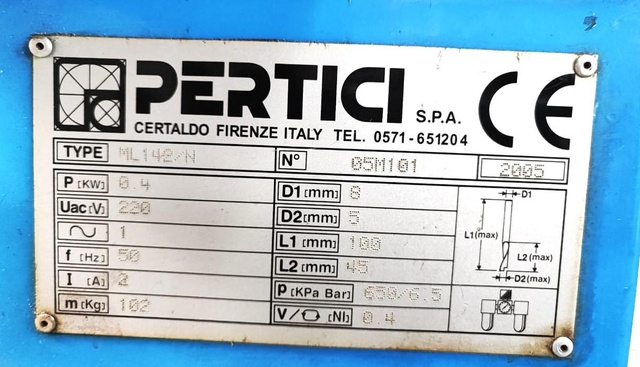 PERTICI S.P.A. CE
CERTALDO FIRENZE ITALY TEL. 0571-651204
TYPE ML142/N N° 05M101 2005
P [KW] 0.4 D1 [mm] 8
Uac [V] 220 D2 [mm] 5
1 L1 [mm] 100
f [Hz] 50 L2 [mm] 45
I [A] 2 P [KPa Bar] 650/6.5
m [Kg] 102 V/ [Nl] 0.4
D1
L1(max)
L2(max)
D2(max)